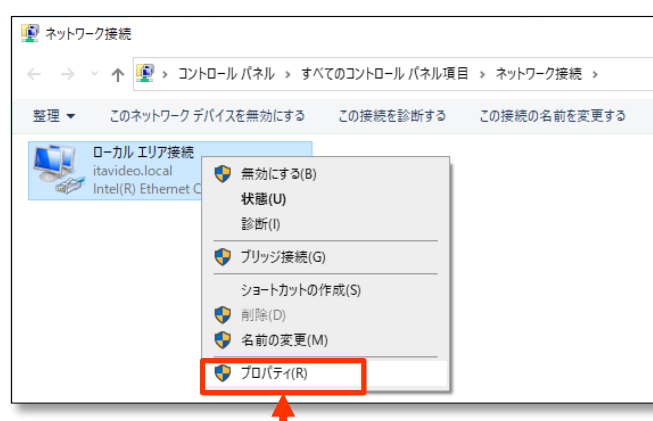 ネットワーク接続
コントロール パネル › すべてのコントロール パネル項目 › ネットワーク接続 ›
整理 このネットワーク デバイスを無効にする この接続を診断する この接続の名前を変更する
ローカル エリア接続
itavideo.local
Intel(R) Ethernet C
無効にする(B)
状態(U)
診断(I)
ブリッジ接続(G)
ショートカットの作成(S)
削除(D)
名前の変更(M)
プロパティ(R)